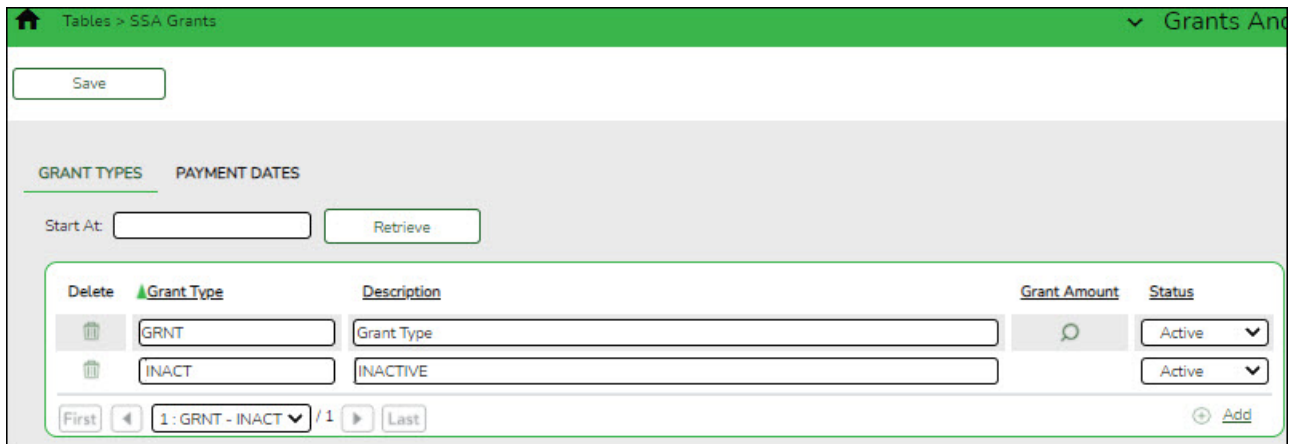 Tables > SSA Grants
Grants And
Save
GRANT TYPES PAYMENT DATES
Start At: Retrieve
Delete Grant Type Description Grant Amount Status
GRNT Grant Type Active
INACT INACTIVE Active
First 1 : GRNT - INACT / 1 Last Add